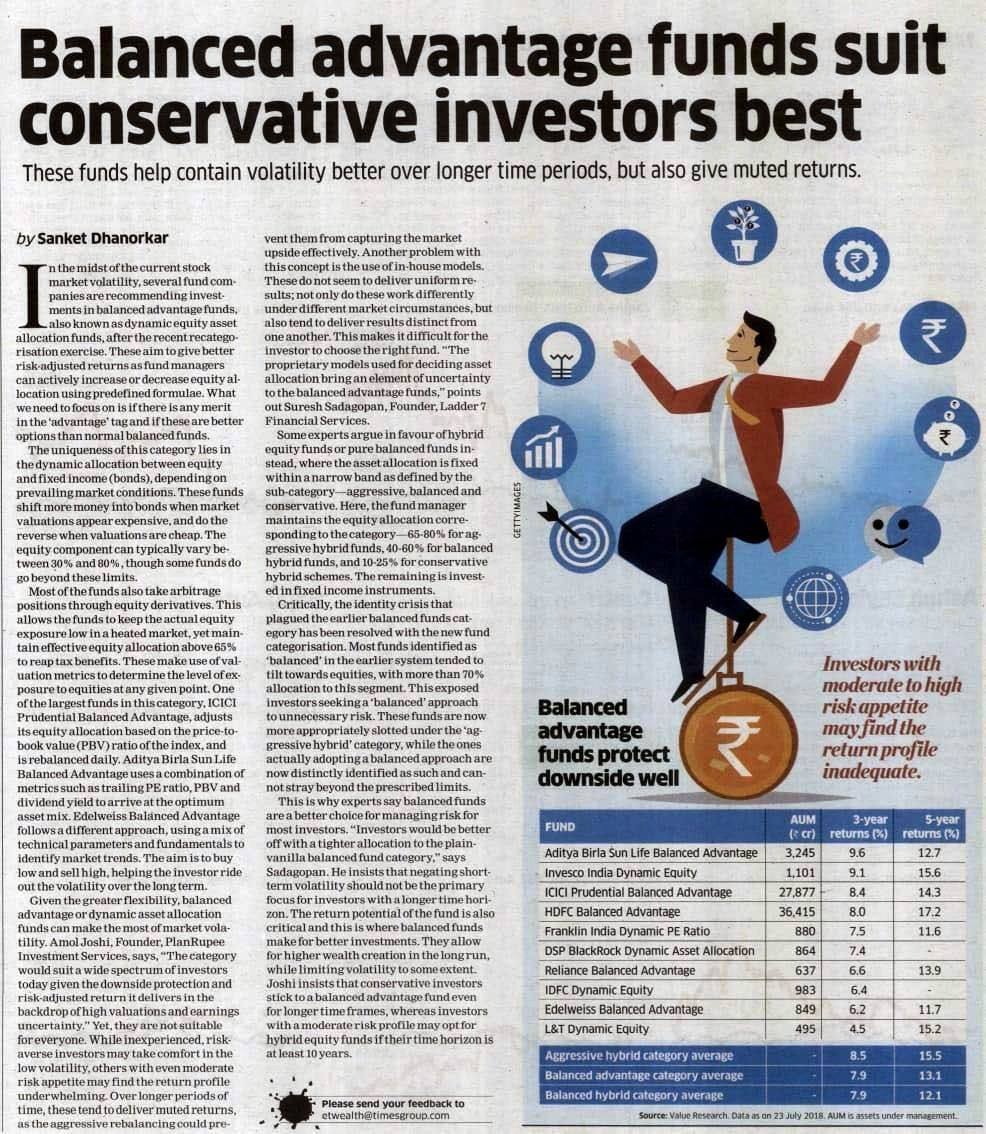 Balanced advantage funds suit
conservative investors best
These funds help contain volatility better over longer time periods, but also give muted returns.
by Sanket Dhanorkar
In the midst of the current stock
market volatility, several fund com-
panies are recommending invest-
ments in balanced advantage funds,
also known as dynamic equity asset
allocation funds, after the recent recatego-
risation exercise. These aim to give better
risk-adjusted returns as fund managers
can actively increase or decrease equity al-
location using predefined formulae. What
we need to focus on is if there is any merit
in the 'advantage' tag and if these are better
options than normal balanced funds.
The uniqueness of this category lies in
the dynamic allocation between equity
and fixed income (bonds), depending on
prevailing market conditions. These funds
shift more money into bonds when market
valuations appear expensive, and do the
reverse when valuations are cheap. The
equity component can typically vary be-
tween 30% and 80%, though some funds do
go beyond these limits.
Most of the funds also take arbitrage
positions through equity derivatives. This
allows the funds to keep the actual equity
exposure low in a heated market, yet main-
tain effective equity allocation above 65%
to reap tax benefits. These make use of val-
uation metrics to determine the level of ex-
posure to equities at any given point. One
of the largest funds in this category, ICICI
Prudential Balanced Advantage, adjusts
its equity allocation based on the price-to-
book value (PBV) ratio of the index, and
is rebalanced daily. Aditya Birla Sun Life
Balanced Advantage uses a combination of
metrics such as trailing PE ratio, PBV and
dividend yield to arrive at the optimum
asset mix. Edelweiss Balanced Advantage
follows a different approach, using a mix of
technical parameters and fundamentals to
identify market trends. The aim is to buy
low and sell high, helping the investor ride
out the volatility over the long term.
Given the greater flexibility, balanced
advantage or dynamic asset allocation
funds can make the most of market vola-
tility. Amol Joshi, Founder, PlanRupee
Investment Services, says, "The category
would suit a wide spectrum of investors
today given the downside protection and
risk-adjusted return it delivers in the
backdrop of high valuations and earnings
uncertainty." Yet, they are not suitable
for everyone. While inexperienced, risk-
averse investors may take comfort in the
low volatility, others with even moderate
risk appetite may find the return profile
underwhelming. Over longer periods of
time, these tend to deliver muted returns,
as the aggressive rebalancing could pre-
vent them from capturing the market
upside effectively. Another problem with
this concept is the use of in-house models.
These do not seem to deliver uniform re-
sults; not only do these work differently
under different market circumstances, but
also tend to deliver results distinct from
one another. This makes it difficult for the
investor to choose the right fund. "The
proprietary models used for deciding asset
allocation bring an element of uncertainty
to the balanced advantage funds," points
out Suresh Sadagopan, Founder, Ladder 7
Financial Services.
Some experts argue in favour of hybrid
equity funds or pure balanced funds in-
stead, where the asset allocation is fixed
within a narrow band as defined by the
sub-category—aggressive, balanced and
conservative. Here, the fund manager
maintains the equity allocation corre-
sponding to the category—65-80% for ag-
gressive hybrid funds, 40-60% for balanced
hybrid funds, and 10-25% for conservative
hybrid schemes. The remaining is invest-
ed in fixed income instruments.
Critically, the identity crisis that
plagued the earlier balanced funds cat-
egory has been resolved with the new fund
categorisation. Most funds identified as
'balanced' in the earlier system tended to
tilt towards equities, with more than 70%
allocation to this segment. This exposed
investors seeking a 'balanced' approach
to unnecessary risk. These funds are now
more appropriately slotted under the 'ag-
gressive hybrid' category, while the ones
actually adopting a balanced approach are
now distinctly identified as such and can-
not stray beyond the prescribed limits.
This is why experts say balanced funds
are a better choice for managing risk for
most investors. "Investors would be better
off with a tighter allocation to the plain-
vanilla balanced fund category," says
Sadagopan. He insists that negating short-
term volatility should not be the primary
focus for investors with a longer time hori-
zon. The return potential of the fund is also
critical and this is where balanced funds
make for better investments. They allow
for higher wealth creation in the long run,
while limiting volatility to some extent.
Joshi insists that conservative investors
stick to a balanced advantage fund even
for longer time frames, whereas investors
with a moderate risk profile may opt for
hybrid equity funds if their time horizon is
at least 10 years.
Please send your feedback to
etwealth@timesgroup.com
GETTYIMAGES
₹
₹
₹
₹
₹
₹
Investors with
moderate to high
risk appetite
may find the
return profile
inadequate.
Balanced
advantage
funds protect
downside well
FUND AUM (₹ cr) 3-year returns (%) 5-year returns (%)
Aditya Birla Sun Life Balanced Advantage 3,245 9.6 12.7
Invesco India Dynamic Equity 1,101 9.1 15.6
ICICI Prudential Balanced Advantage 27,877 8.4 14.3
HDFC Balanced Advantage 36,415 8.0 17.2
Franklin India Dynamic PE Ratio 880 7.5 11.6
DSP BlackRock Dynamic Asset Allocation 864 7.4 -
Reliance Balanced Advantage 637 6.6 13.9
IDFC Dynamic Equity 983 6.4 -
Edelweiss Balanced Advantage 849 6.2 11.7
L&T Dynamic Equity 495 4.5 15.2
Aggressive hybrid category average - 8.5 15.5
Balanced advantage category average - 7.9 13.1
Balanced hybrid category average - 7.9 12.1
Source: Value Research. Data as on 23 July 2018. AUM is assets under management.